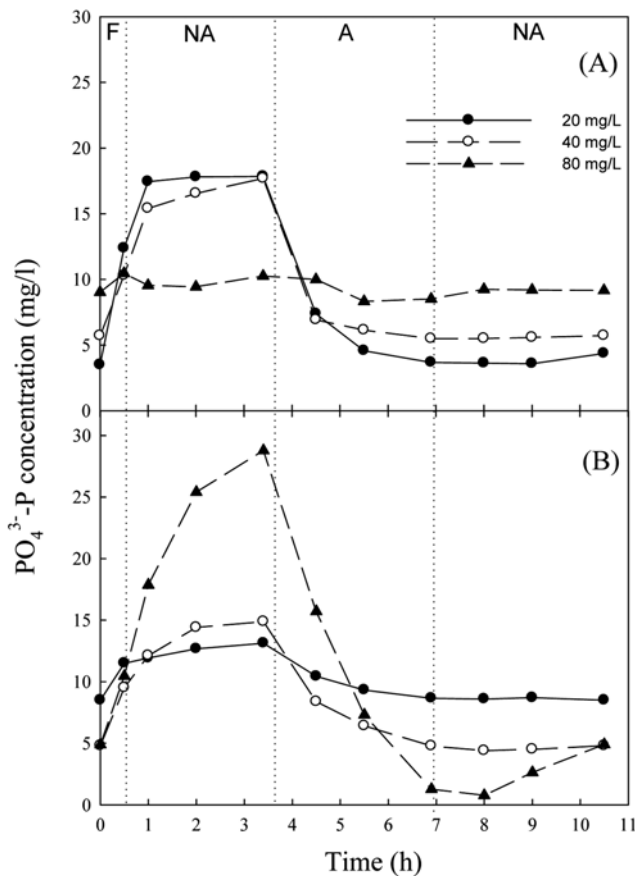 F NA A NA
(A)
20 mg/L
40 mg/L
80 mg/L
30
25
20
15
10
5
0
(B)
30
25
20
15
10
5
0
PO₄³⁻-P concentration (mg/l)
0 1 2 3 4 5 6 7 8 9 10 11
Time (h)